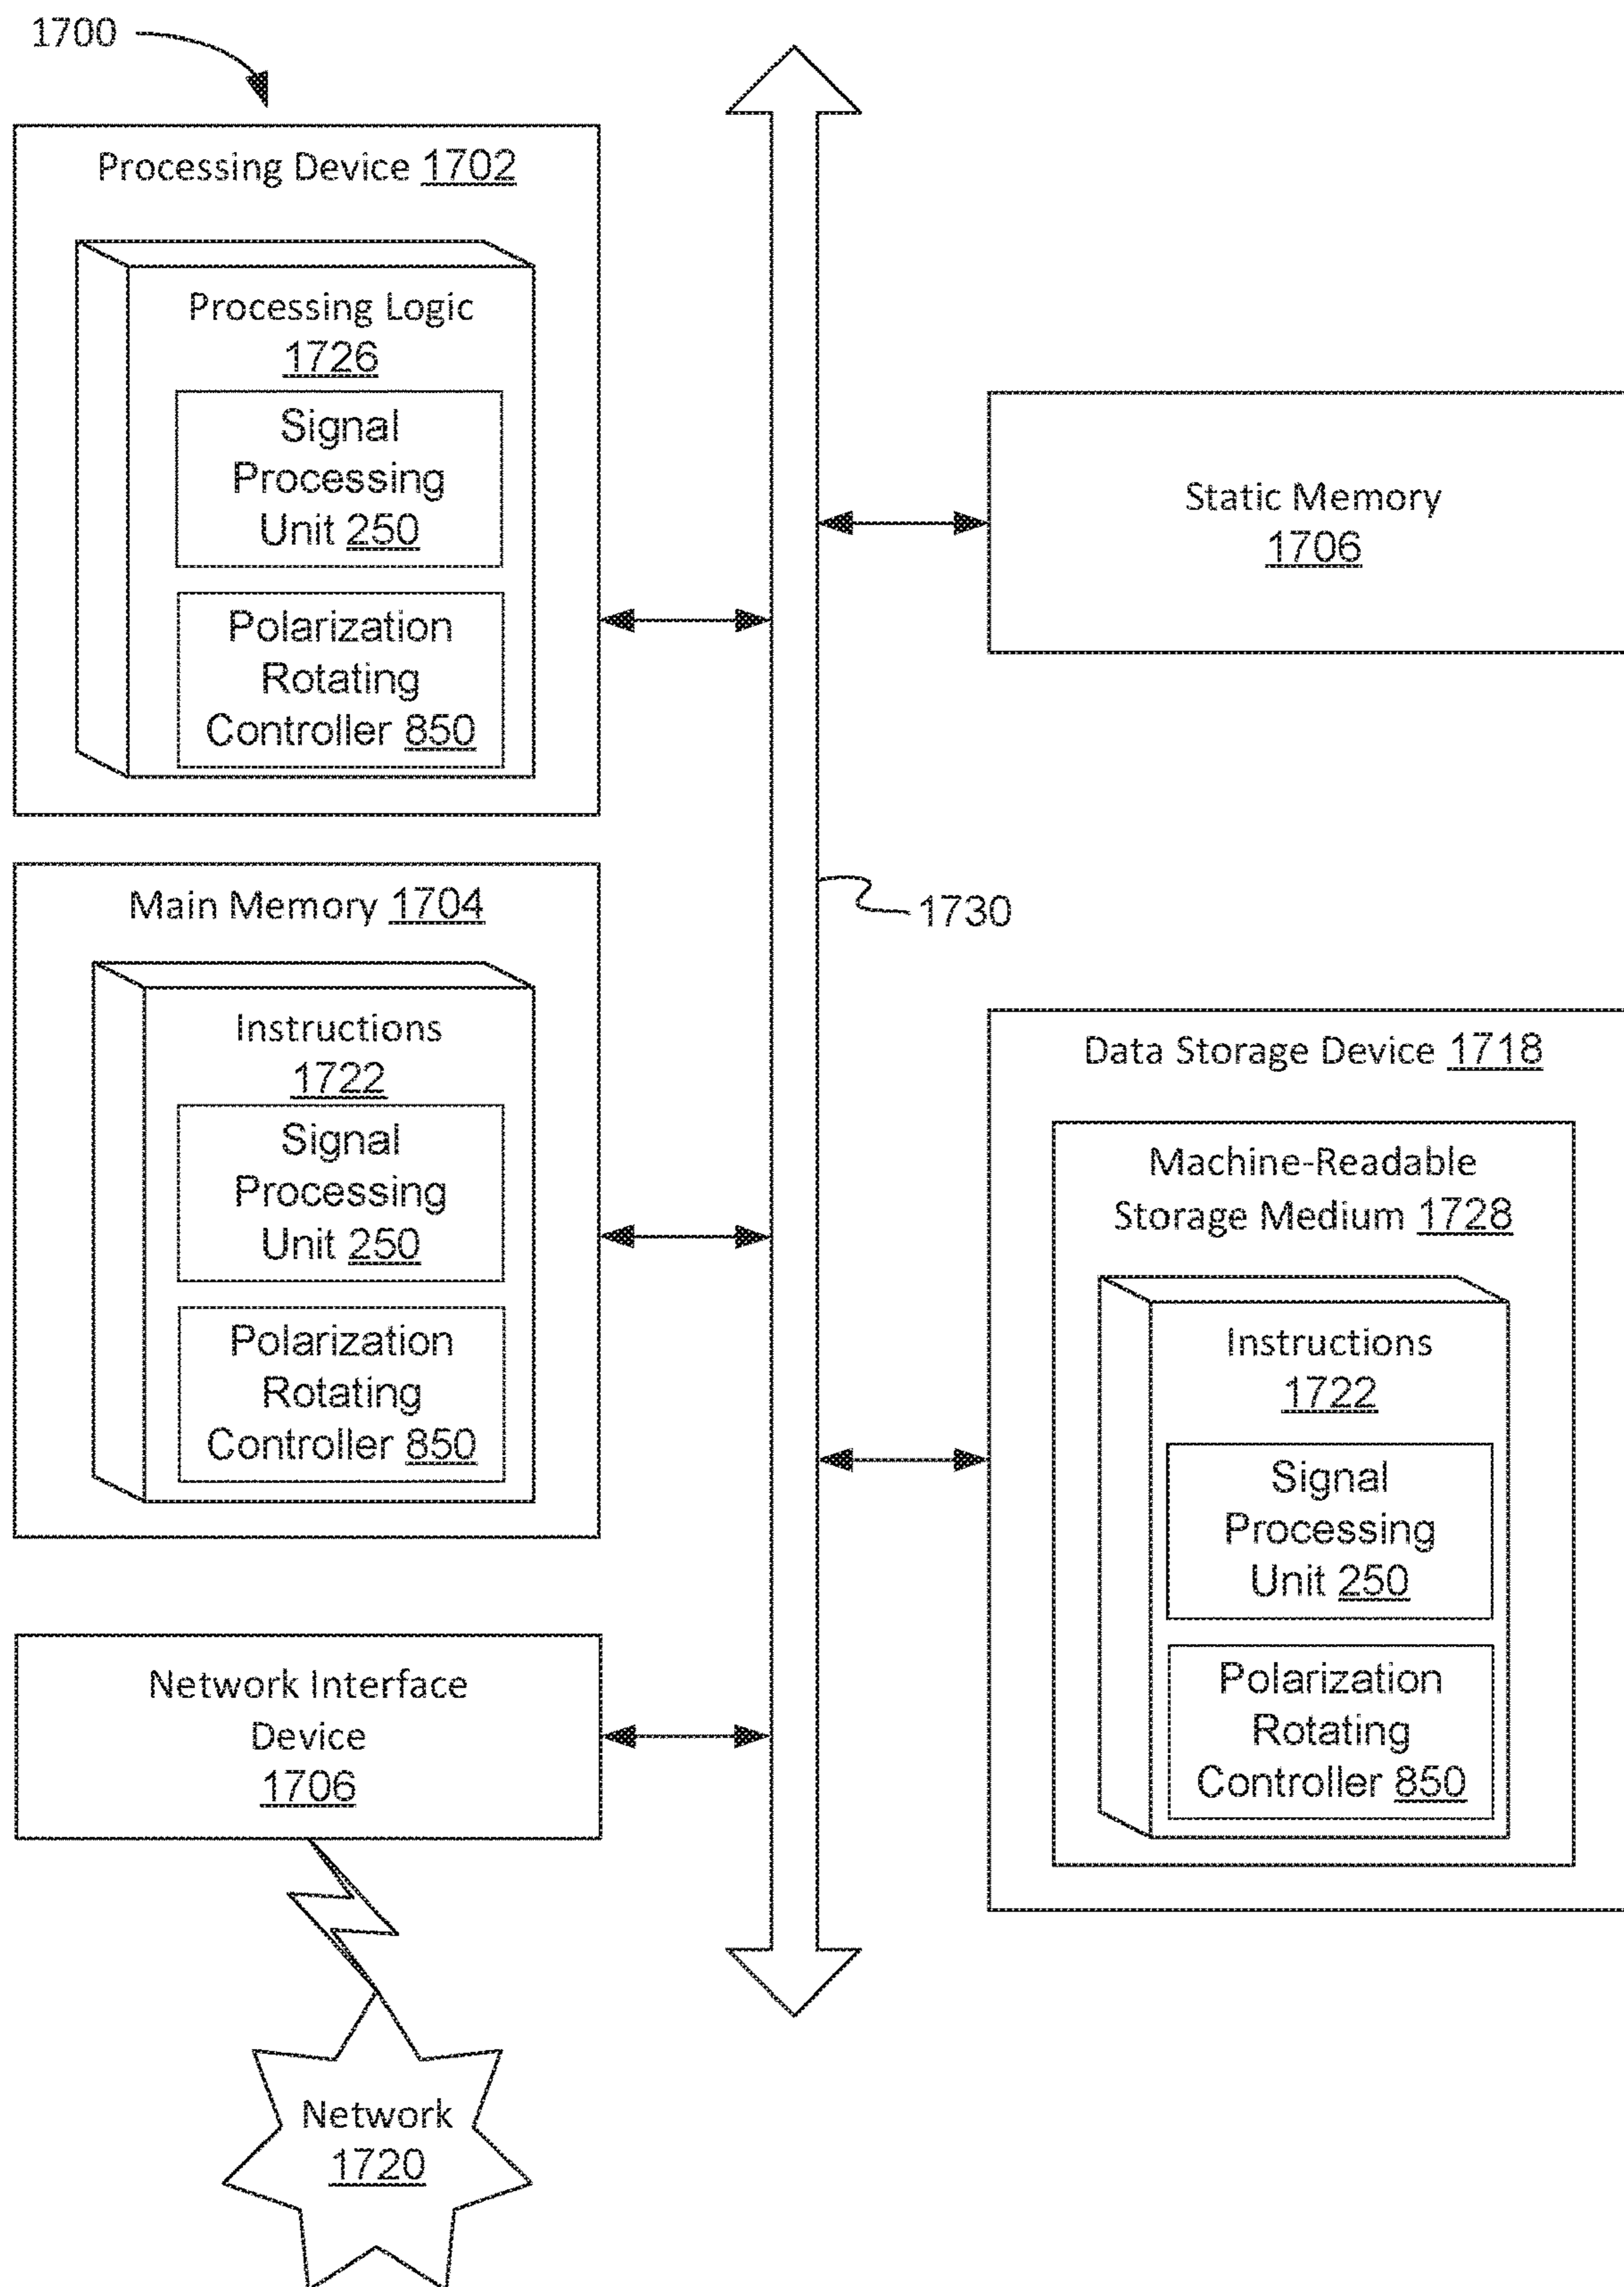 1700
Processing Device 1702
Processing Logic
1726
Signal
Processing
Unit 250
Polarization
Rotating
Controller 850
Static Memory
1706
Main Memory 1704
1730
Instructions
1722
Signal
Processing
Unit 250
Polarization
Rotating
Controller 850
Data Storage Device 1718
Machine-Readable
Storage Medium 1728
Instructions
1722
Signal
Processing
Unit 250
Polarization
Rotating
Controller 850
Network Interface
Device
1706
Network
1720